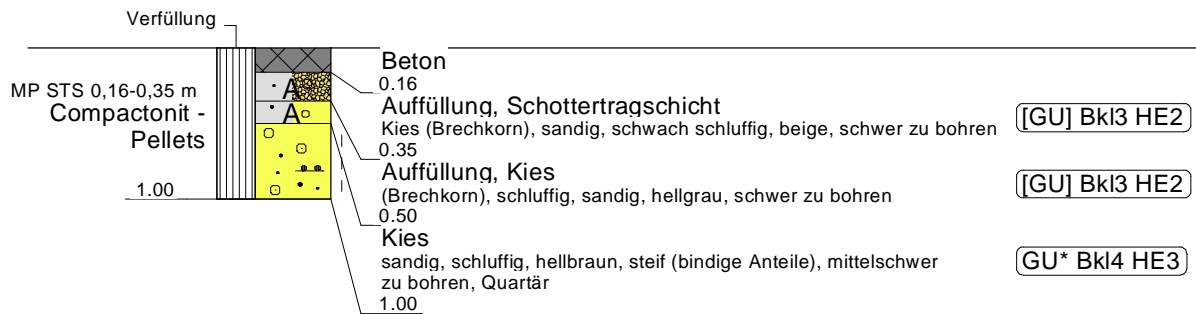 Verfüllung
MP STS 0,16-0,35 m
Compactonit -
Pellets
1.00
A
A
Beton
0.16
Auffüllung, Schottertragschicht
Kies (Brechkorn), sandig, schwach schluffig, beige, schwer zu bohren
0.35
[GU] Bkl3 HE2
Auffüllung, Kies
(Brechkorn), schluffig, sandig, hellgrau, schwer zu bohren
0.50
[GU] Bkl3 HE2
Kies
sandig, schluffig, hellbraun, steif (bindige Anteile), mittelschwer
zu bohren, Quartär
1.00
GU* Bkl4 HE3